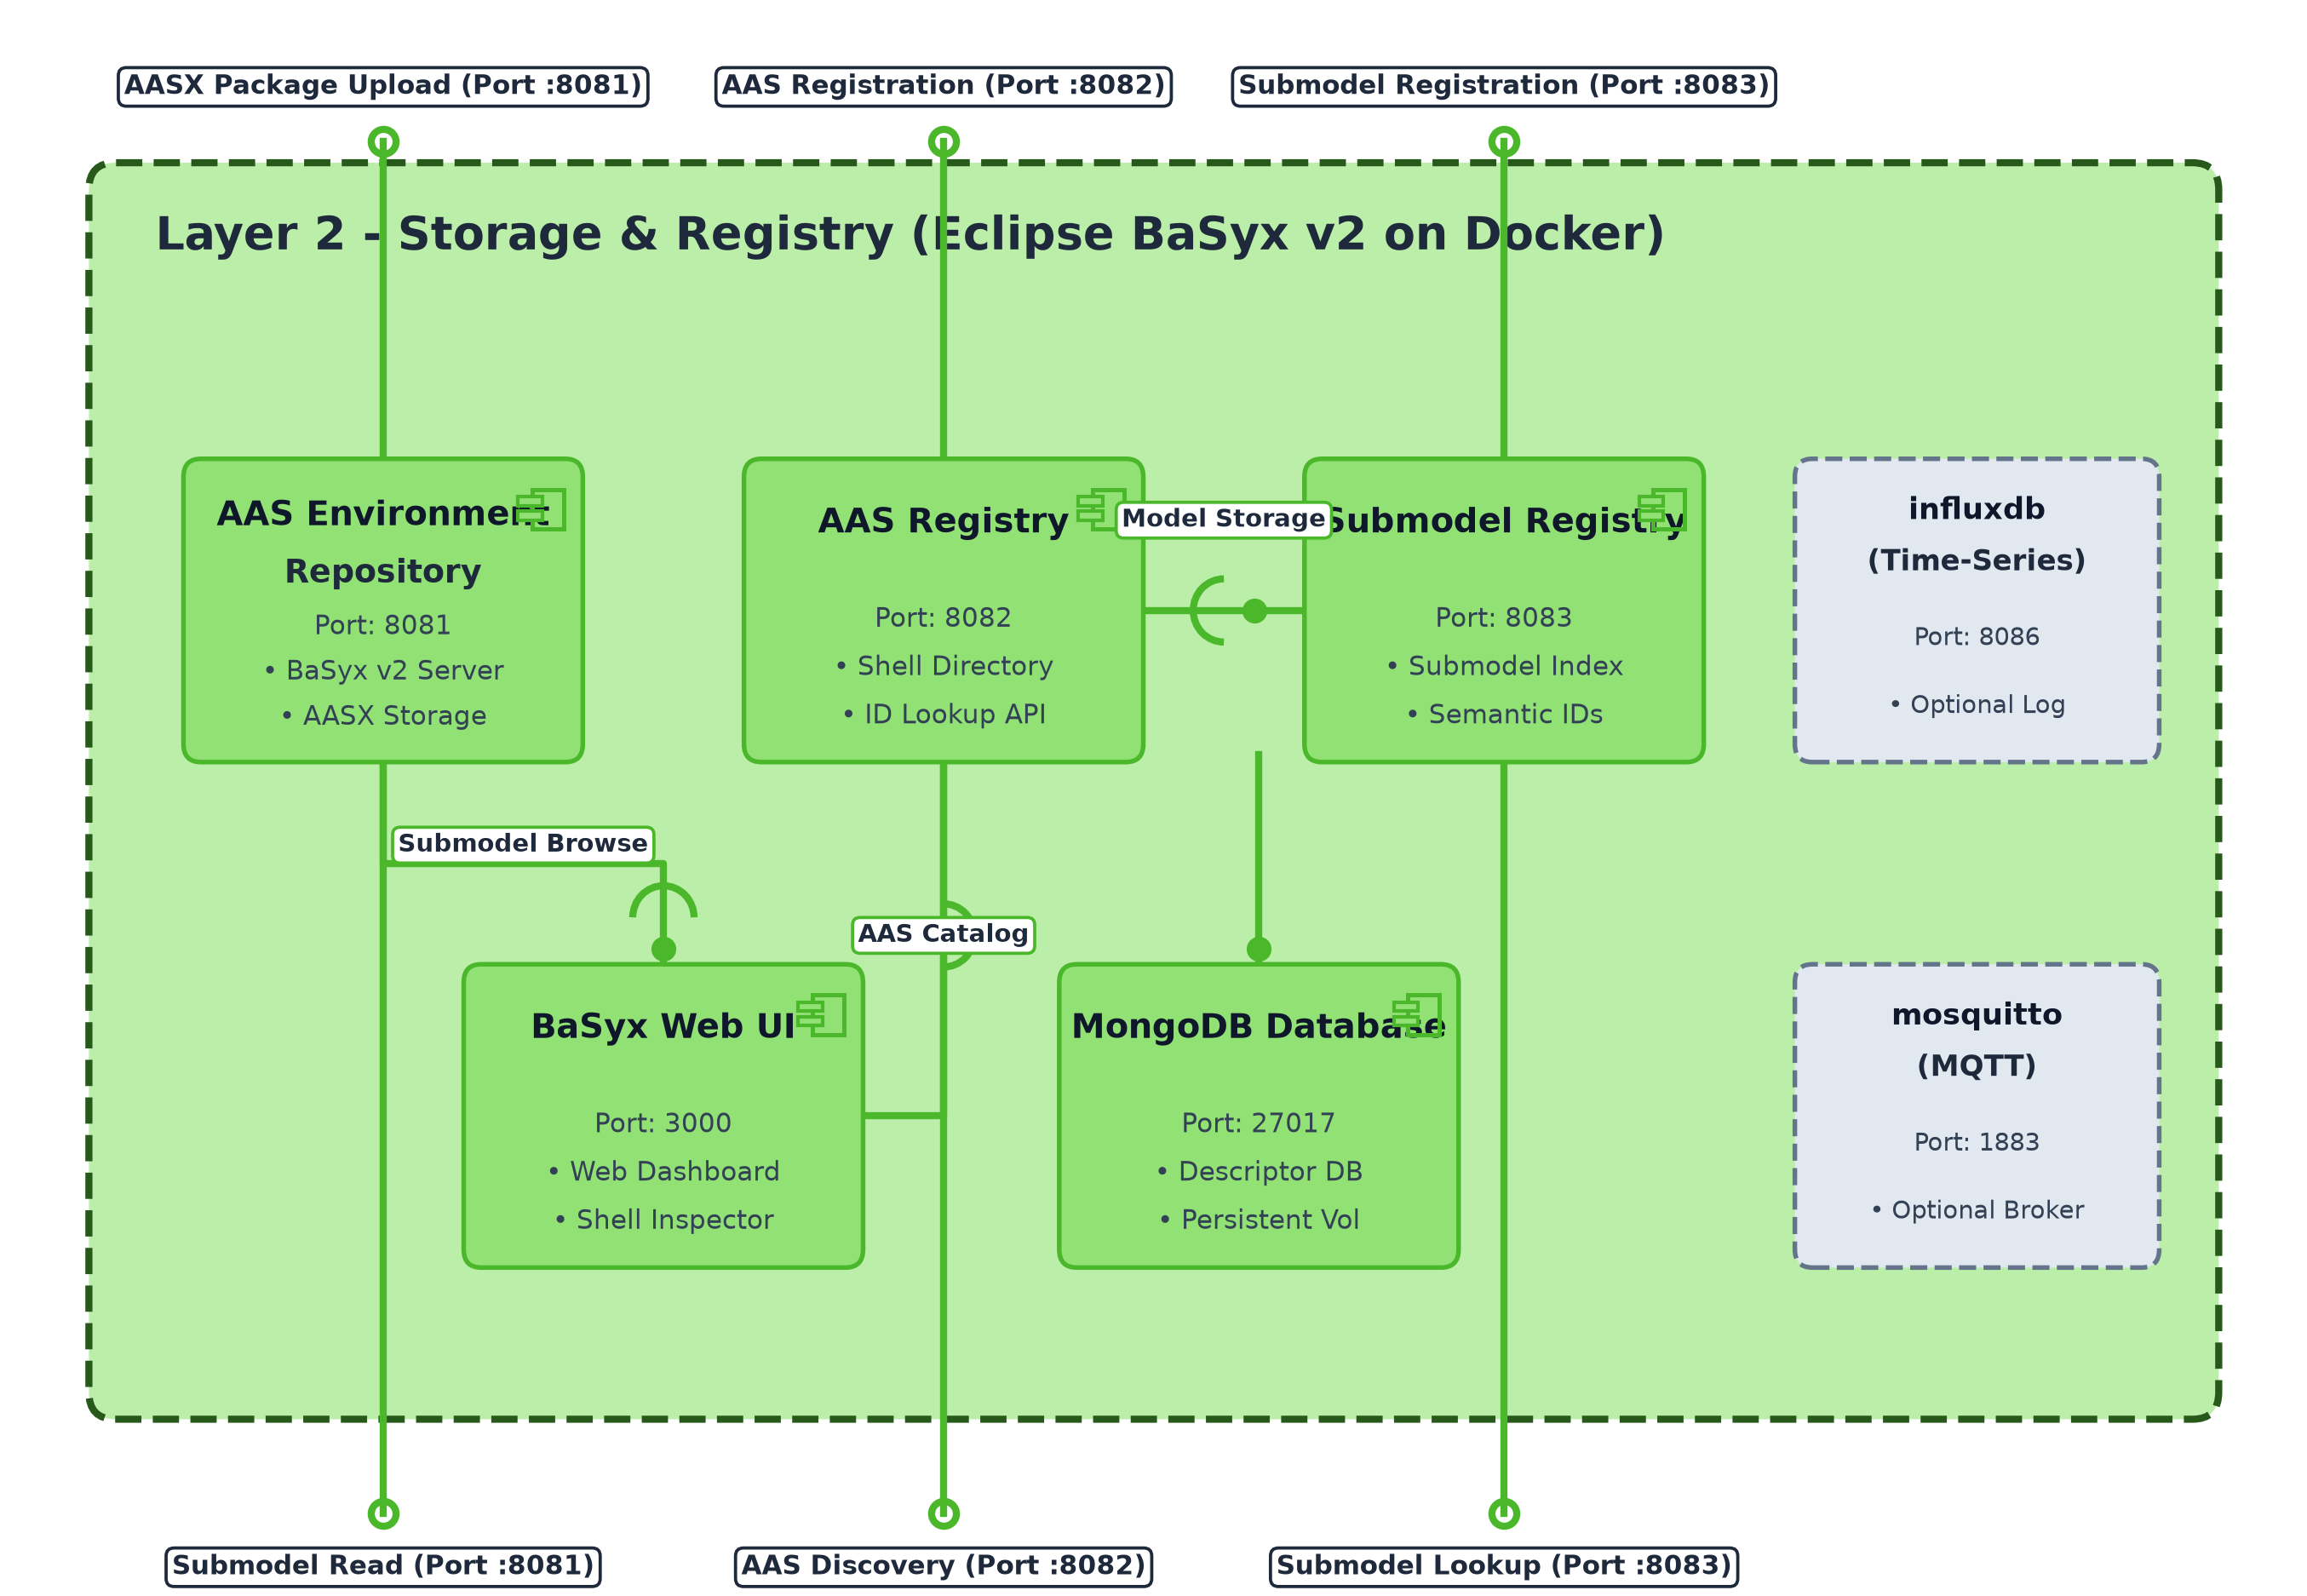 AASX Package Upload (Port :8081)
AAS Registration (Port :8082)
Submodel Registration (Port :8083)
Layer 2 - Storage & Registry (Eclipse BaSyx v2 on Docker)
AAS Environment
Repository
Port: 8081
• BaSyx v2 Server
• AASX Storage
AAS Registry
Port: 8082
• Shell Directory
• ID Lookup API
Model Storage
Submodel Registry
Port: 8083
• Submodel Index
• Semantic IDs
influxdb
(Time-Series)
Port: 8086
• Optional Log
Submodel Browse
AAS Catalog
BaSyx Web UI
Port: 3000
• Web Dashboard
• Shell Inspector
MongoDB Database
Port: 27017
• Descriptor DB
• Persistent Vol
mosquitto
(MQTT)
Port: 1883
• Optional Broker
Submodel Read (Port :8081)
AAS Discovery (Port :8082)
Submodel Lookup (Port :8083)